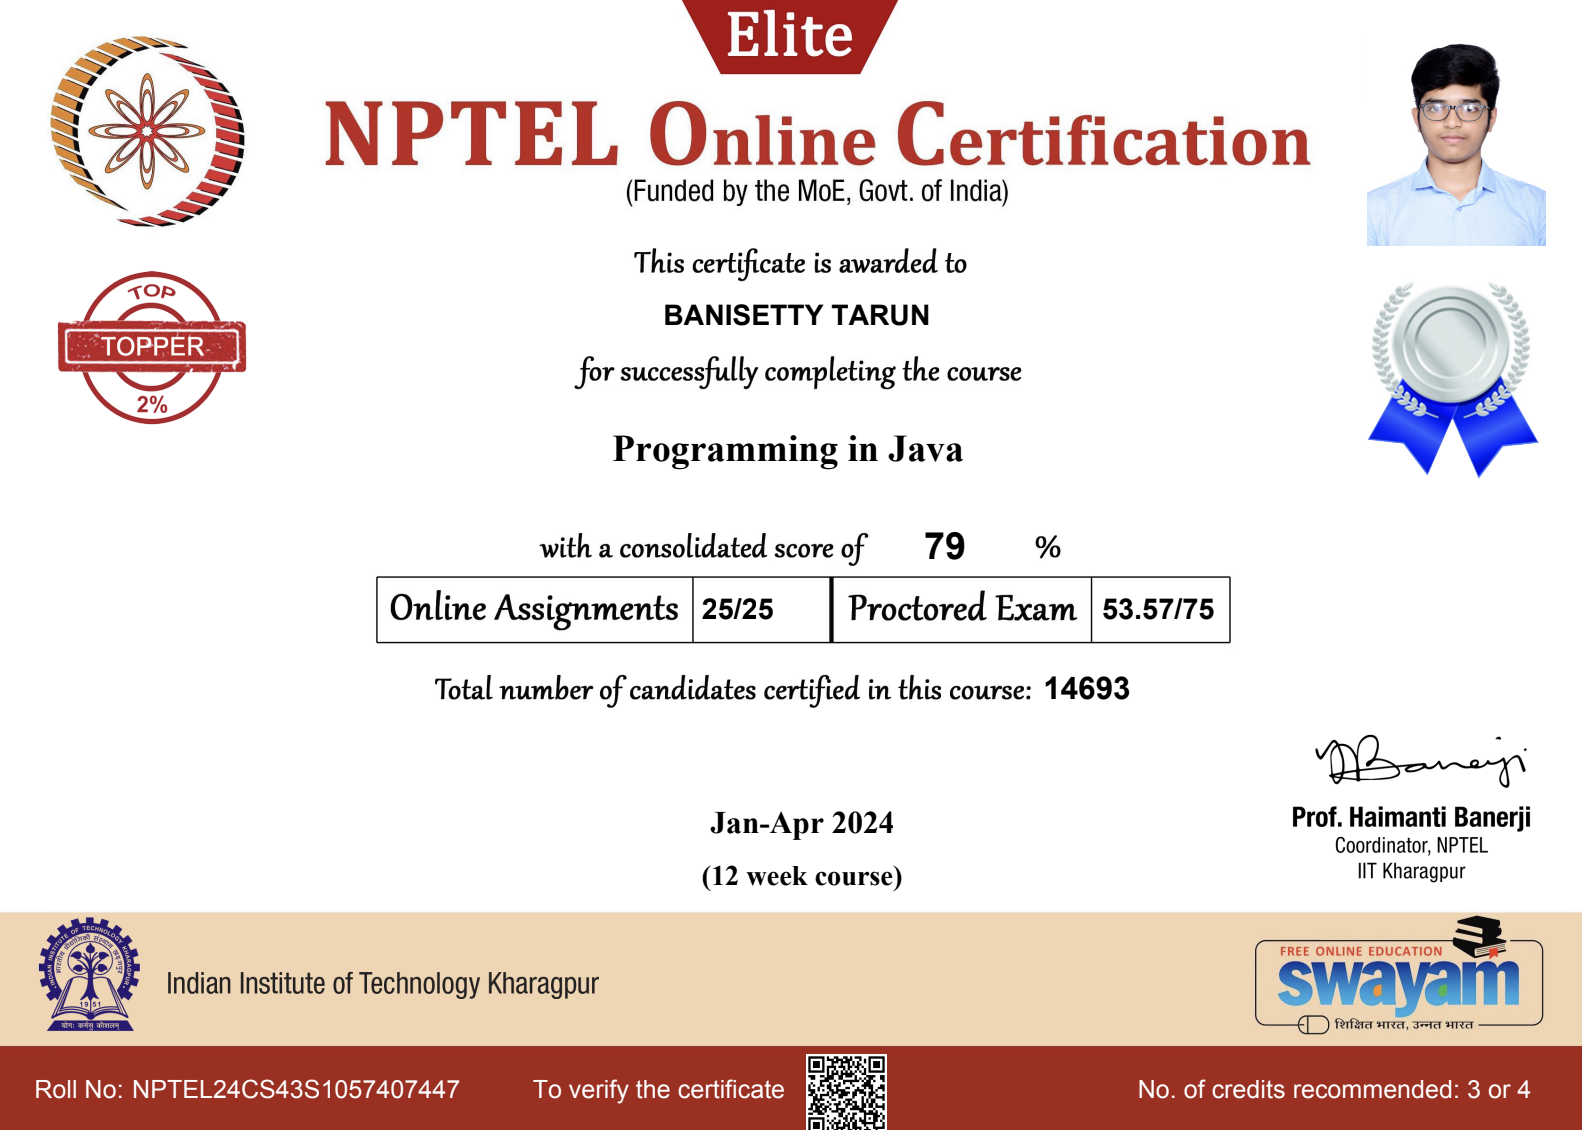 Elite
NPTEL Online Certification
(Funded by the MoE, Govt. of India)
This certificate is awarded to
BANISETTY TARUN
for successfully completing the course
Programming in Java
TOP
TOPPER
2%
with a consolidated score of 79 %
Online Assignments 25/25 Proctored Exam 53.57/75
Total number of candidates certified in this course: 14693
Jan-Apr 2024
(12 week course)
Prof. Haimanti Banerji
Coordinator, NPTEL
IIT Kharagpur
INDIAN INSTITUTE OF TECHNOLOGY KHARAGPUR
1951
योगः कर्मसु कौशलम्
Indian Institute of Technology Kharagpur
FREE ONLINE EDUCATION
swayam
शिक्षित भारत, उन्नत भारत
Roll No: NPTEL24CS43S1057407447
To verify the certificate
No. of credits recommended: 3 or 4